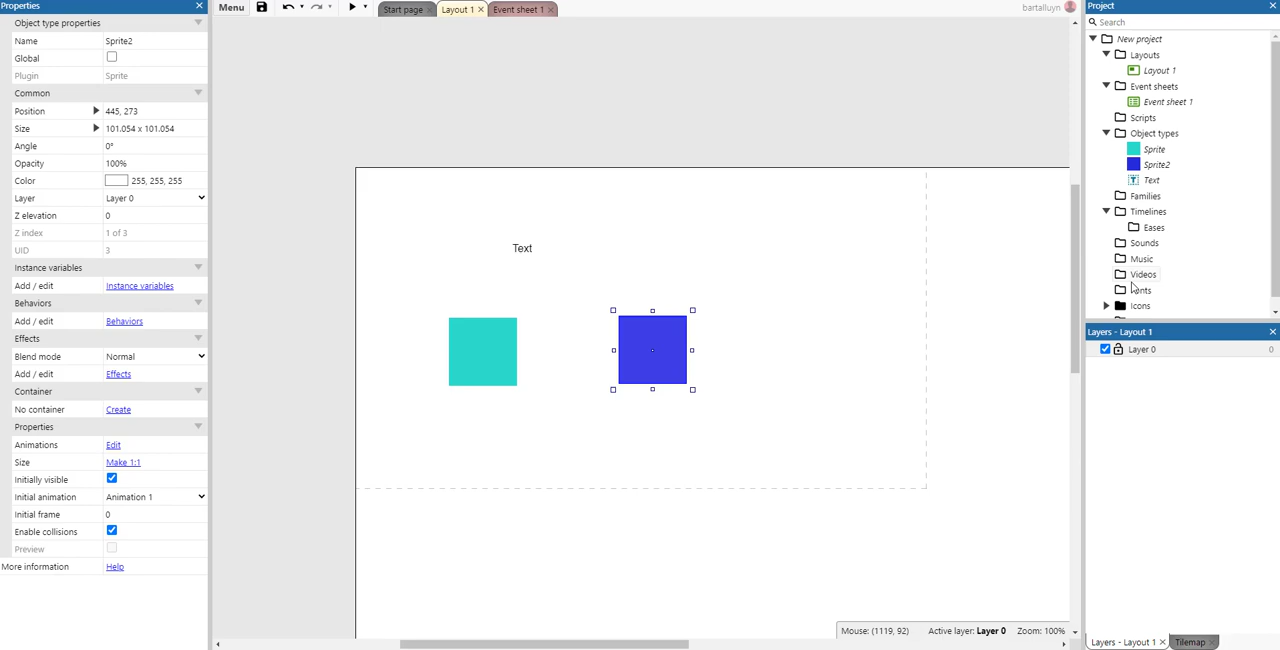 Properties
Object type properties
Name Sprite2
Global
Plugin Sprite
Common
Position 445, 273
Size 101.054 x 101.054
Angle 0°
Opacity 100%
Color 255, 255, 255
Layer Layer 0
Z elevation 0
Z index 1 of 3
UID 3
Instance variables
Add / edit Instance variables
Behaviors
Add / edit Behaviors
Effects
Blend mode Normal
Add / edit Effects
Container
No container Create
Properties
Animations Edit
Size Make 1:1
Initially visible
Initial animation Animation 1
Initial frame 0
Enable collisions
Preview
More information Help
Menu
Start page
Layout 1
Event sheet 1
bartalluyn
Text
Mouse: (1119, 92) Active layer: Layer 0 Zoom: 100%
Project
Search
New project
Layouts
Layout 1
Event sheets
Event sheet 1
Scripts
Object types
Sprite
Sprite2
Text
Families
Timelines
Eases
Sounds
Music
Videos
Icons
Layers - Layout 1
Layer 0 0
Layers - Layout 1 Tilemap